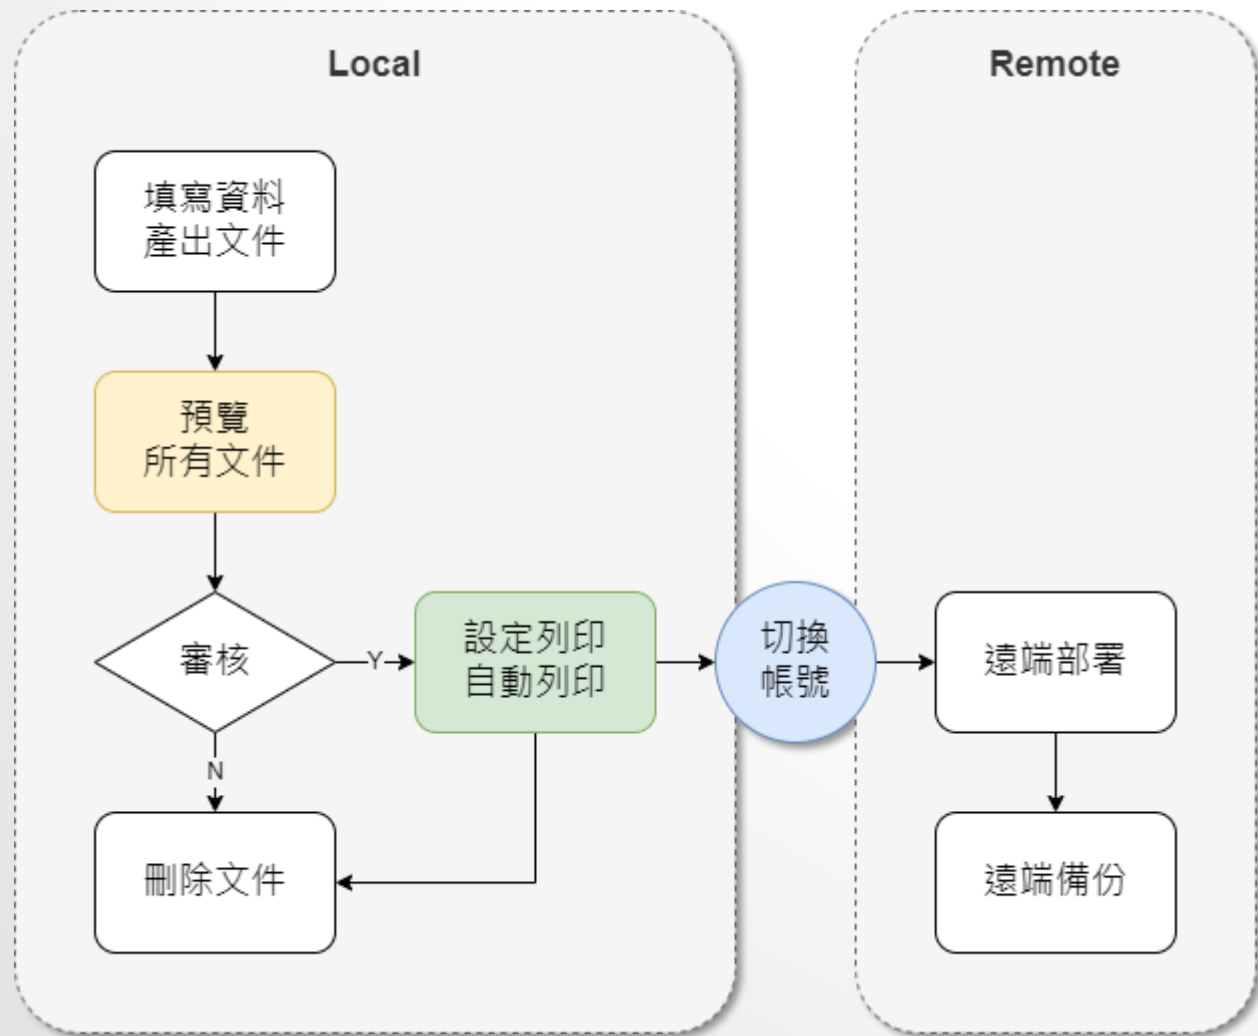 Local
Remote
填寫資料
產出文件
預覽
所有文件
審核
Y
設定列印
自動列印
切換
帳號
遠端部署
N
刪除文件
遠端備份